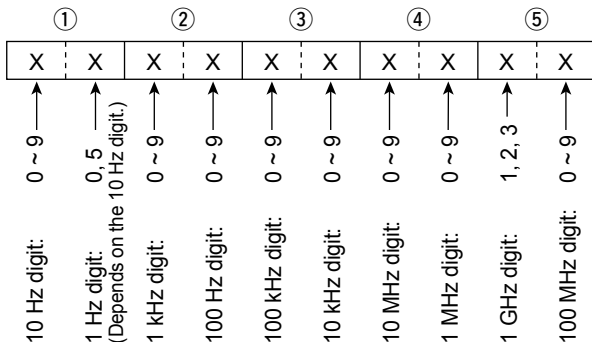 ① ② ③ ④ ⑤
X X X X X X X X X X
10 Hz digit: 0 ~ 9
1 Hz digit: 0, 5
(Depends on the 10 Hz digit.)
1 kHz digit: 0 ~ 9
100 Hz digit: 0 ~ 9
100 kHz digit: 0 ~ 9
10 kHz digit: 0 ~ 9
10 MHz digit: 0 ~ 9
1 MHz digit: 0 ~ 9
1 GHz digit: 1, 2, 3
100 MHz digit: 0 ~ 9